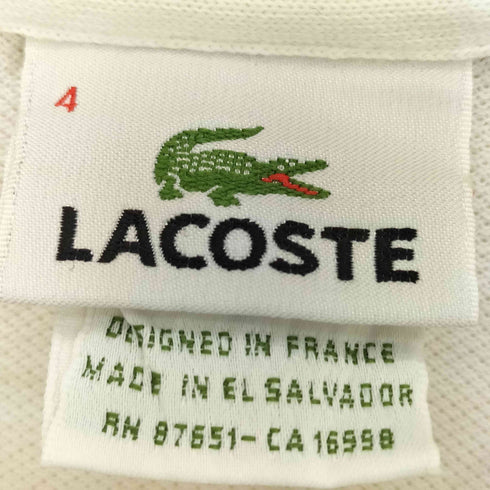 4
LACOSTE
DESIGNED IN FRANCE
MADE IN EL SALVADOR
RN 87651-CA 16998